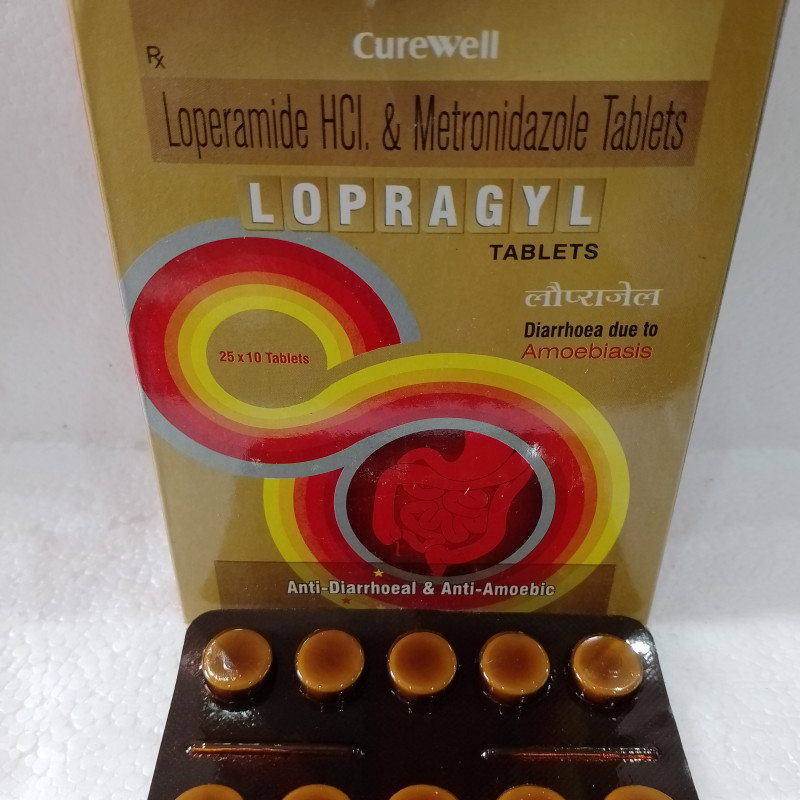 CureWell
Rx
Loperamide HCl. & Metronidazole Tablets
LOPRAGYL
TABLETS
लौप्राजेल
Diarrhoea due to
Amoebiasis
25 x 10 Tablets
Anti-Diarrhoeal & Anti-Amoebic